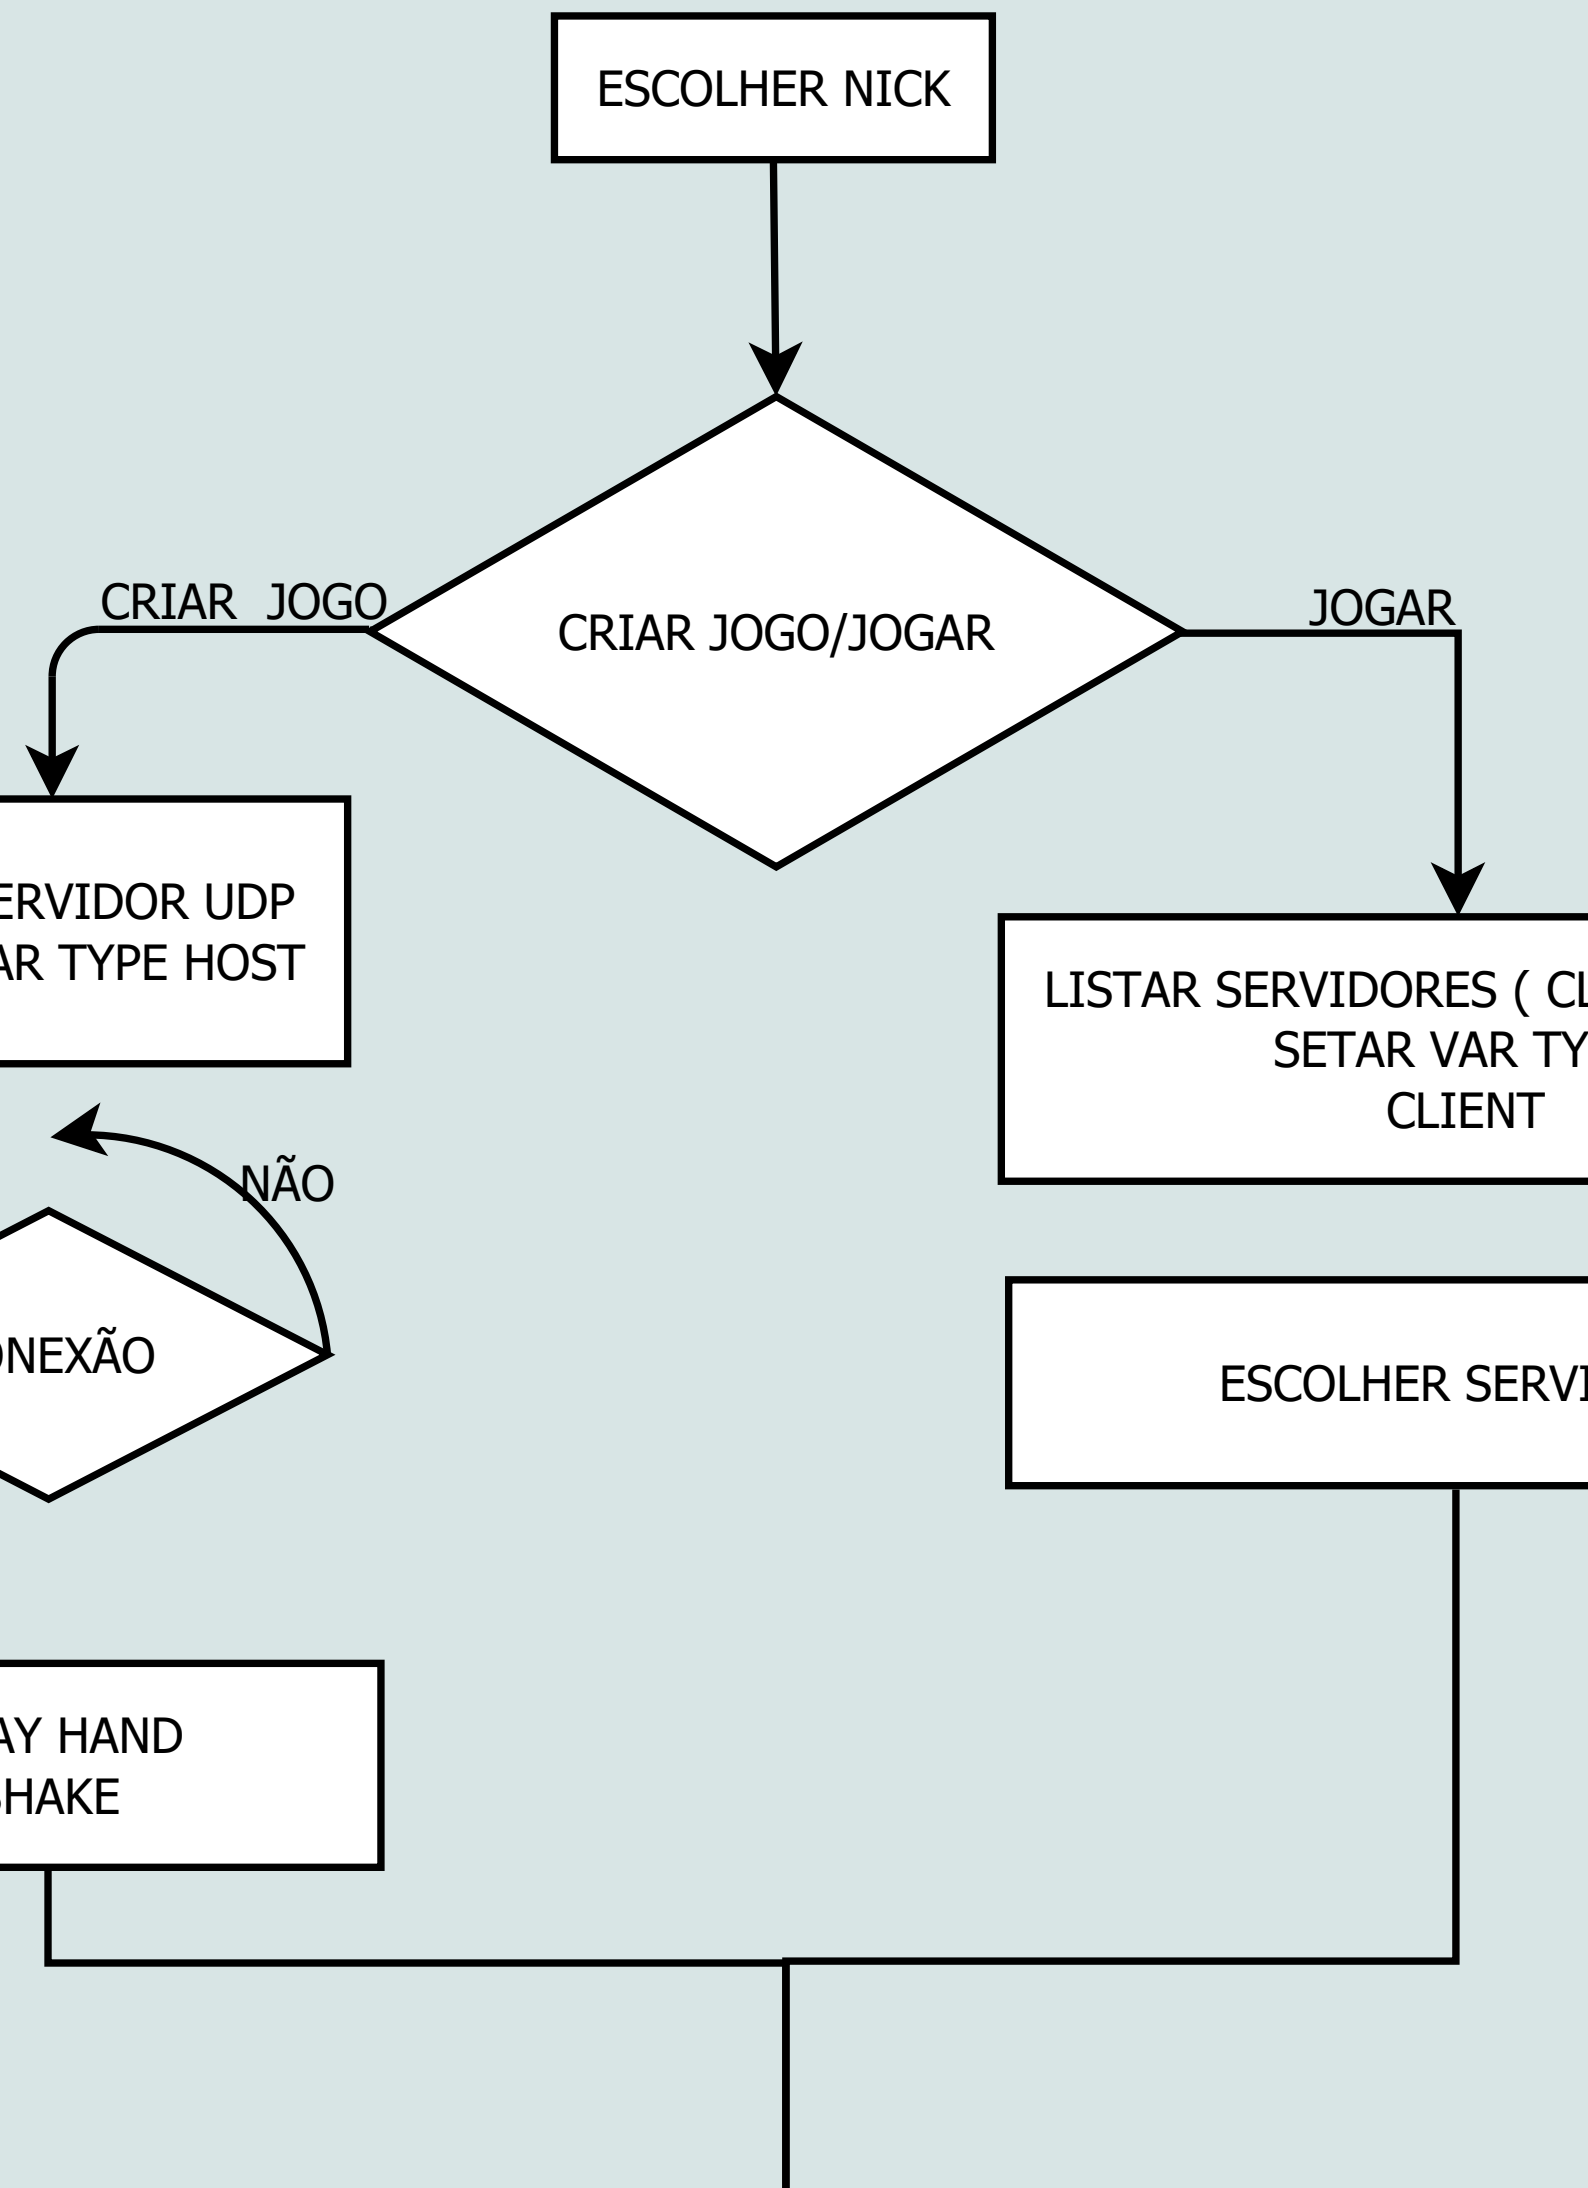 ESCOLHER NICK
CRIAR JOGO
CRIAR JOGO/JOGAR
JOGAR
ERVIDOR UDP
AR TYPE HOST
LISTAR SERVIDORES ( CL
SETAR VAR TY
CLIENT
NÃO
ONEXÃO
ESCOLHER SERVI
AY HAND
SHAKE